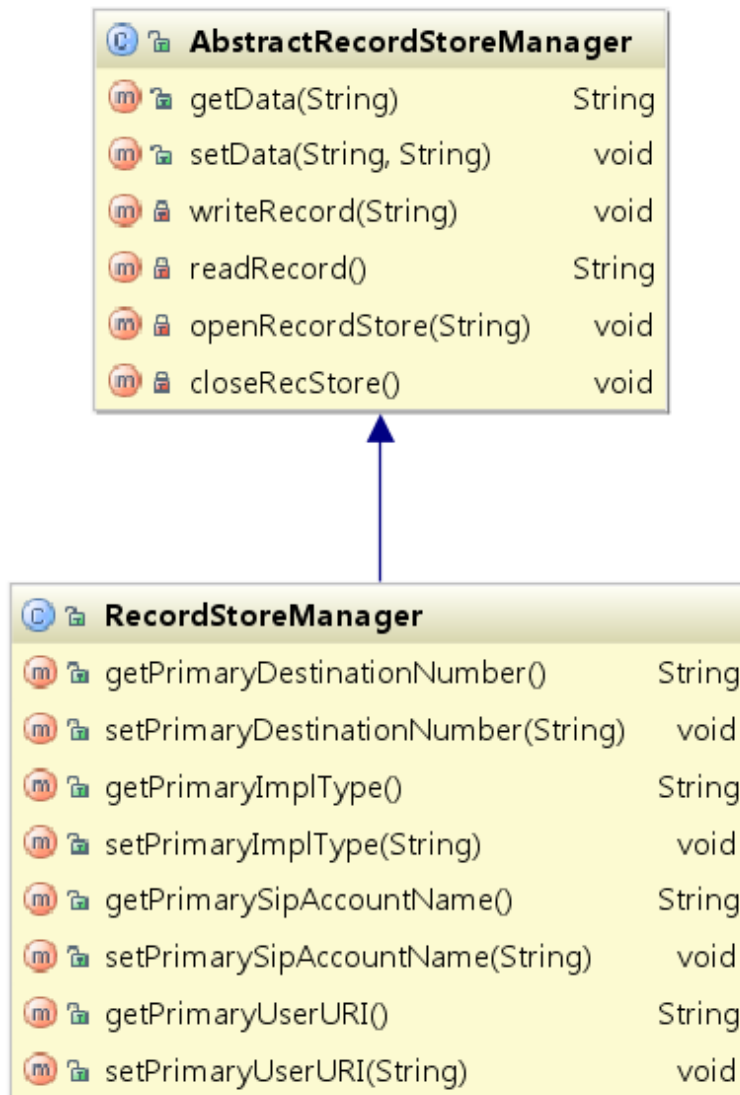 C AbstractRecordStoreManager
m getData(String) String
m setData(String, String) void
m writeRecord(String) void
m readRecord() String
m openRecordStore(String) void
m closeRecStore() void
C RecordStoreManager
m getPrimaryDestinationNumber() String
m setPrimaryDestinationNumber(String) void
m getPrimaryImplType() String
m setPrimaryImplType(String) void
m getPrimarySipAccountName() String
m setPrimarySipAccountName(String) void
m getPrimaryUserURI() String
m setPrimaryUserURI(String) void